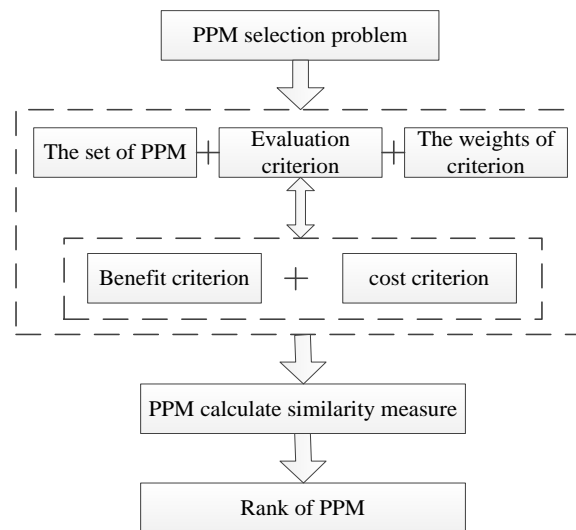 PPM selection problem
The set of PPM + Evaluation criterion + The weights of criterion
Benefit criterion + cost criterion
PPM calculate similarity measure
Rank of PPM